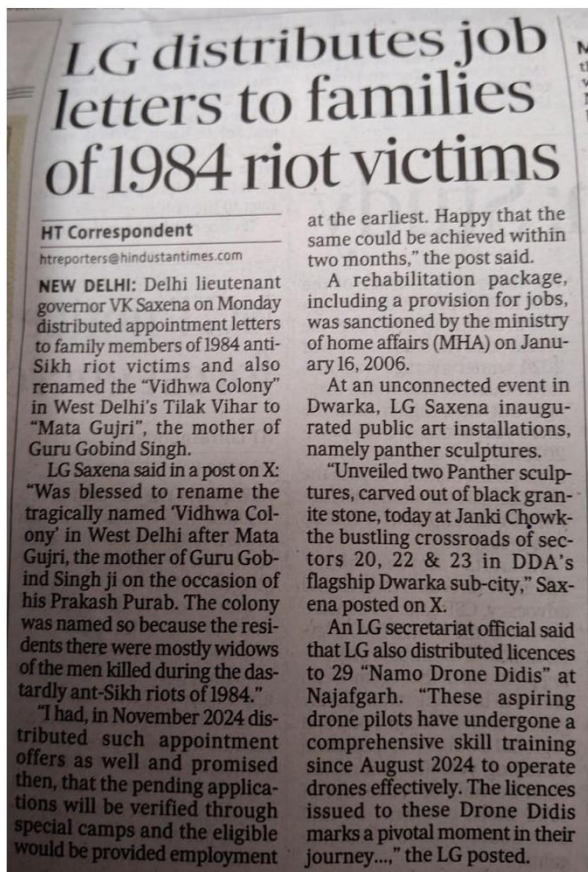 LG distributes job
letters to families
of 1984 riot victims
HT Correspondent
htreporters@hindustantimes.com
NEW DELHI: Delhi lieutenant
governor VK Saxena on Monday
distributed appointment letters
to family members of 1984 anti-
Sikh riot victims and also
renamed the “Vidhwa Colony”
in West Delhi's Tilak Vihar to
“Mata Gujri”, the mother of
Guru Gobind Singh.
LG Saxena said in a post on X:
“Was blessed to rename the
tragically named ‘Vidhwa Col-
ony’ in West Delhi after Mata
Gujri, the mother of Guru Gob-
ind Singh ji on the occasion of
his Prakash Purab. The colony
was named so because the resi-
dents there were mostly widows
of the men killed during the das-
tardly ant-Sikh riots of 1984.”
“I had, in November 2024 dis-
tributed such appointment
offers as well and promised
then, that the pending applica-
tions will be verified through
special camps and the eligible
would be provided employment
at the earliest. Happy that the
same could be achieved within
two months,” the post said.
A rehabilitation package,
including a provision for jobs,
was sanctioned by the ministry
of home affairs (MHA) on Janu-
ary 16, 2006.
At an unconnected event in
Dwarka, LG Saxena inaugu-
rated public art installations,
namely panther sculptures.
“Unveiled two Panther sculp-
tures, carved out of black gran-
ite stone, today at Janki Chowk-
the bustling crossroads of sec-
tors 20, 22 & 23 in DDA's
flagship Dwarka sub-city,” Sax-
ena posted on X.
An LG secretariat official said
that LG also distributed licences
to 29 “Namo Drone Didis” at
Najafgarh. “These aspiring
drone pilots have undergone a
comprehensive skill training
since August 2024 to operate
drones effectively. The licences
issued to these Drone Didis
marks a pivotal moment in their
journey...,” the LG posted.